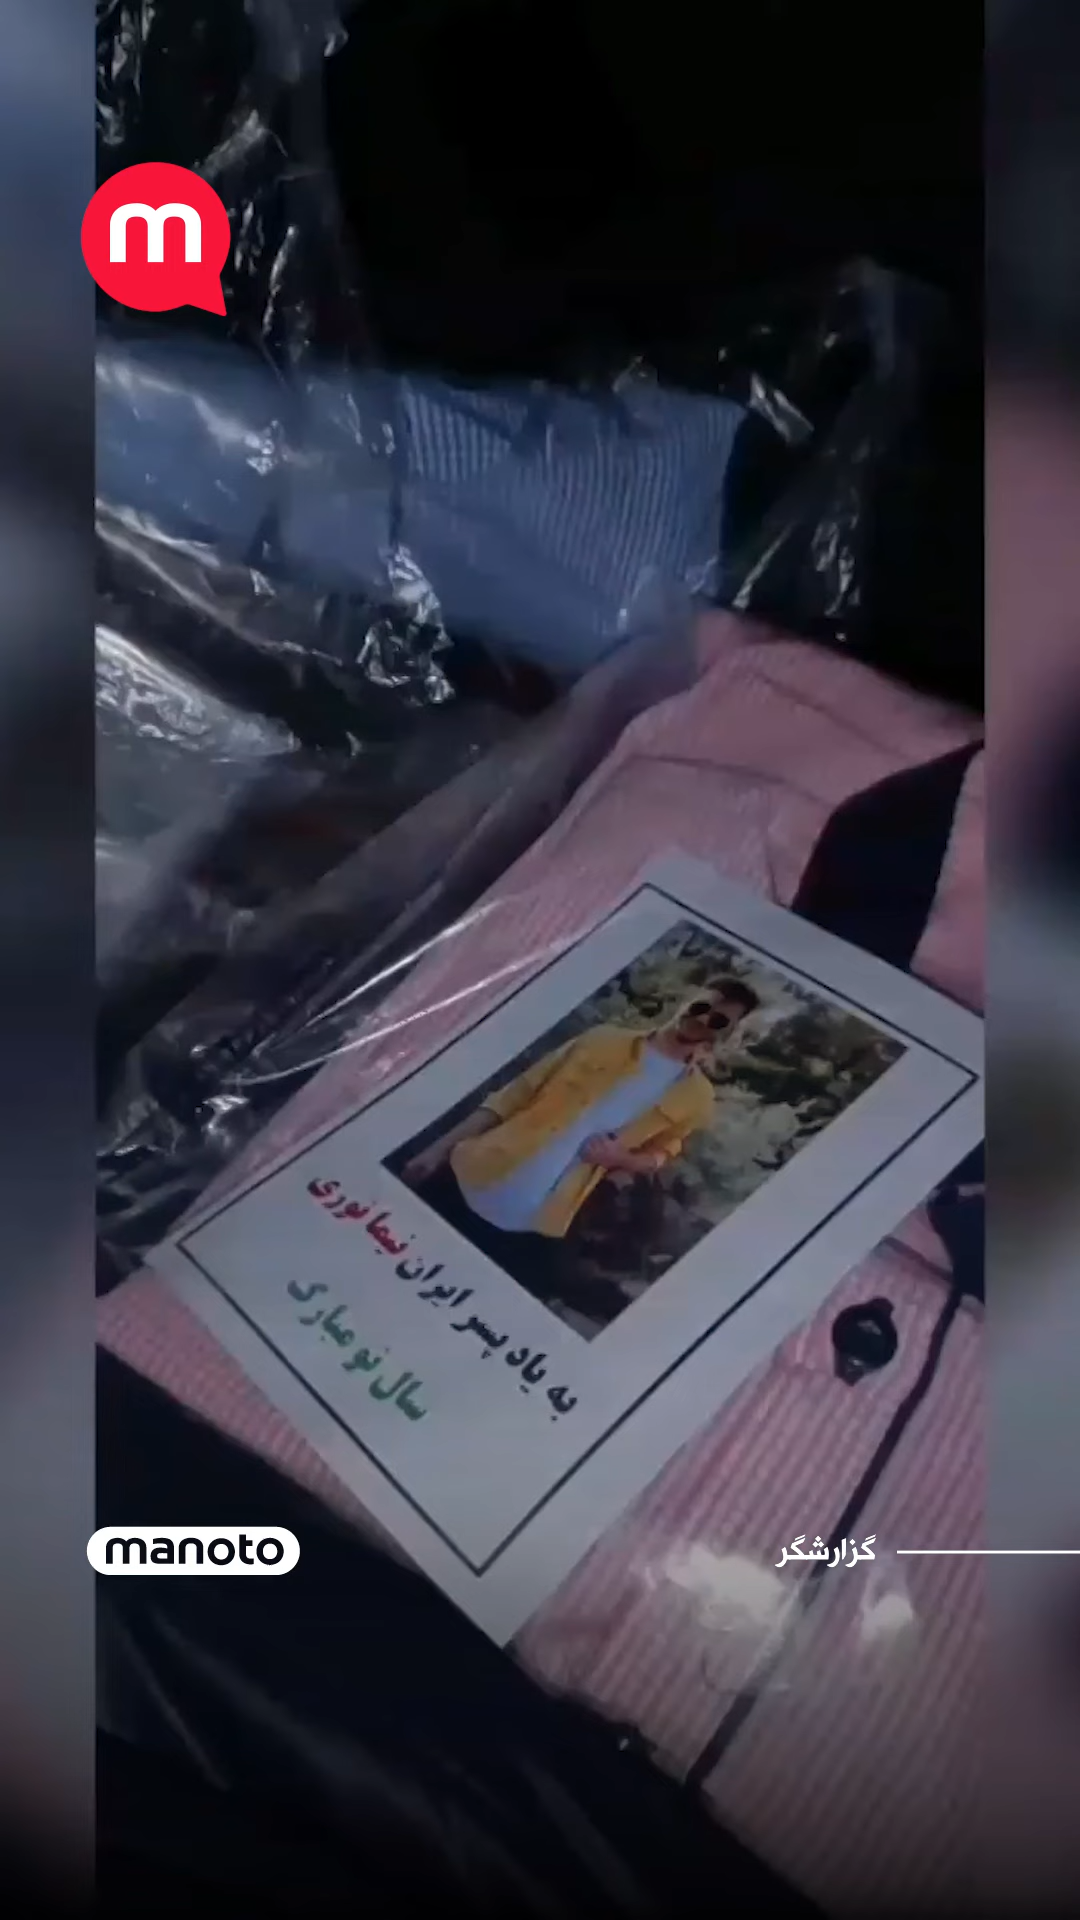 m
به یاد پسر ایران نیما نوری
سال نو مبارک
manoto
گزارشگر